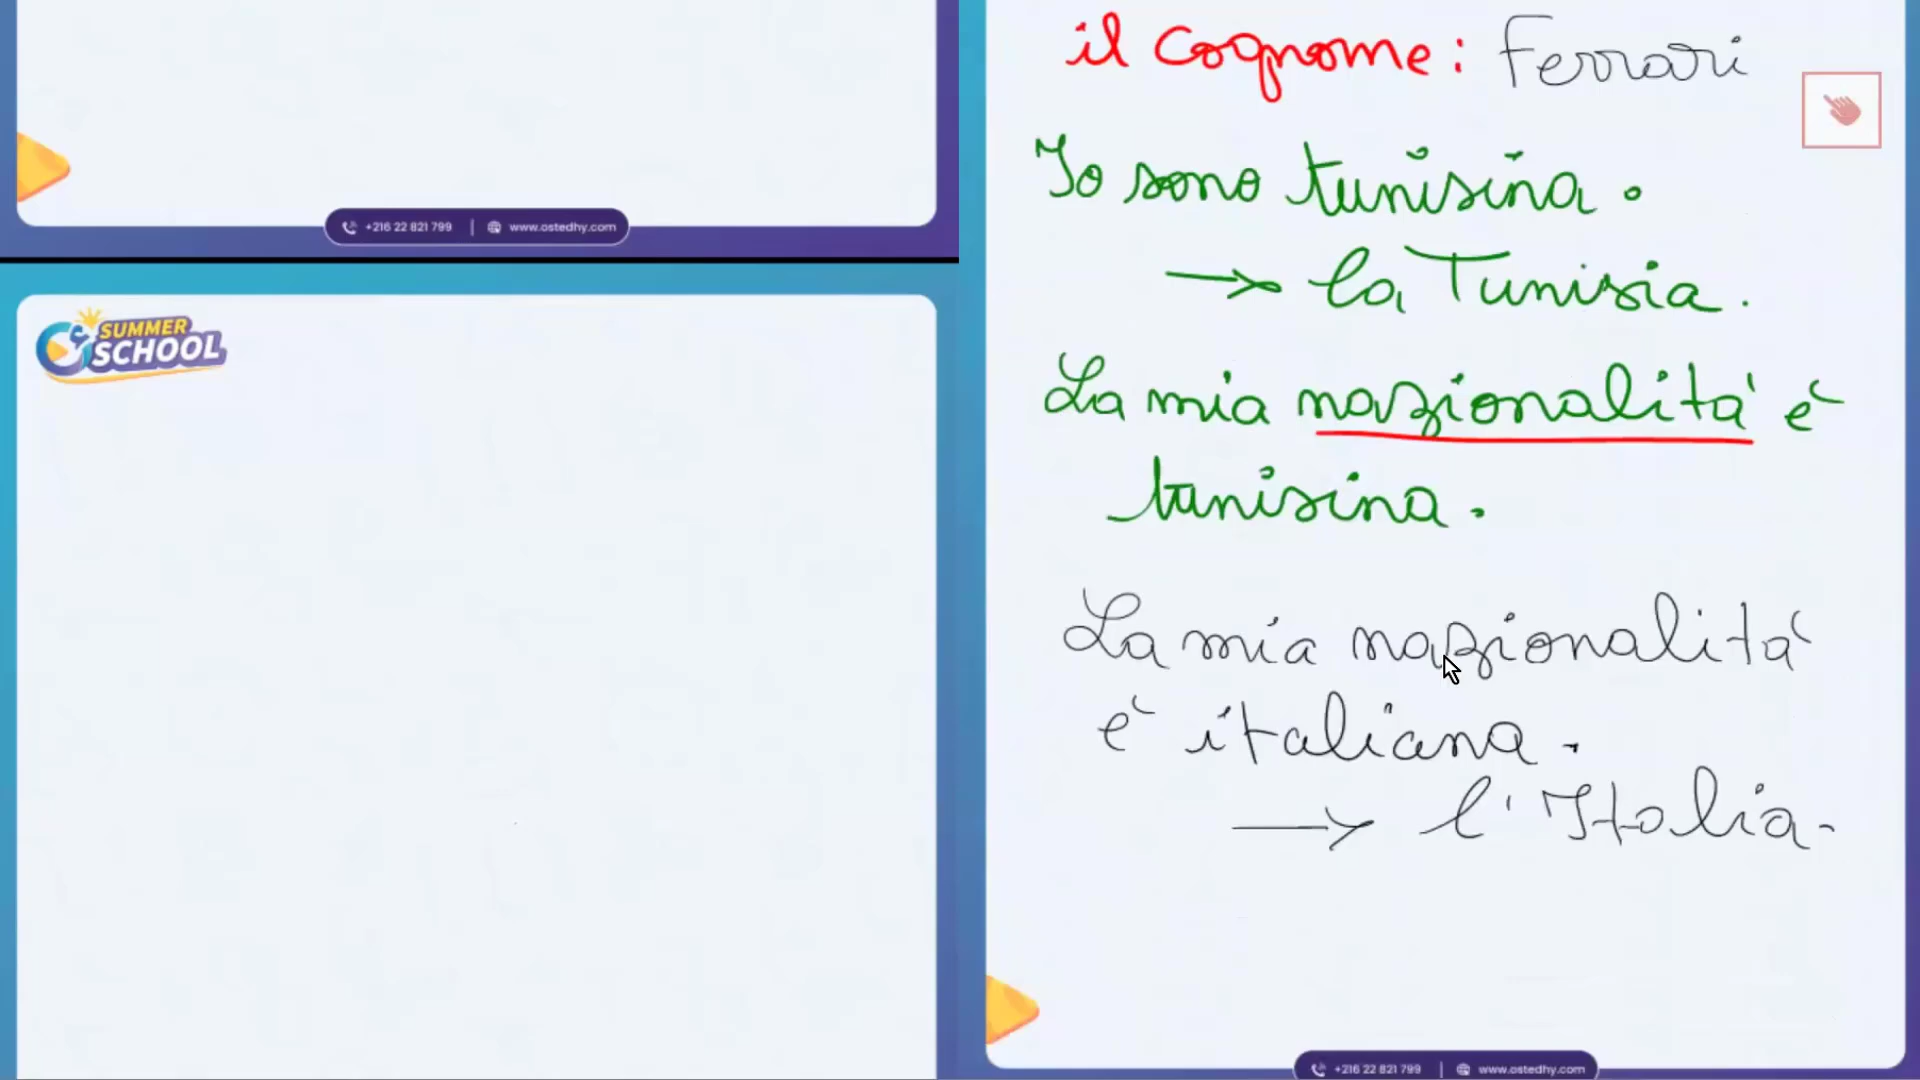 +216 22 821 799 | www.ostedhy.com
SUMMER
SCHOOL
il cognome: Ferrari
Io sono tunisina.
→ la Tunisia.
La mia nazionalità è
tunisina.
La mia nazionalità
è italiana.
→ l'Italia.
+216 22 821 799 | www.ostedhy.com